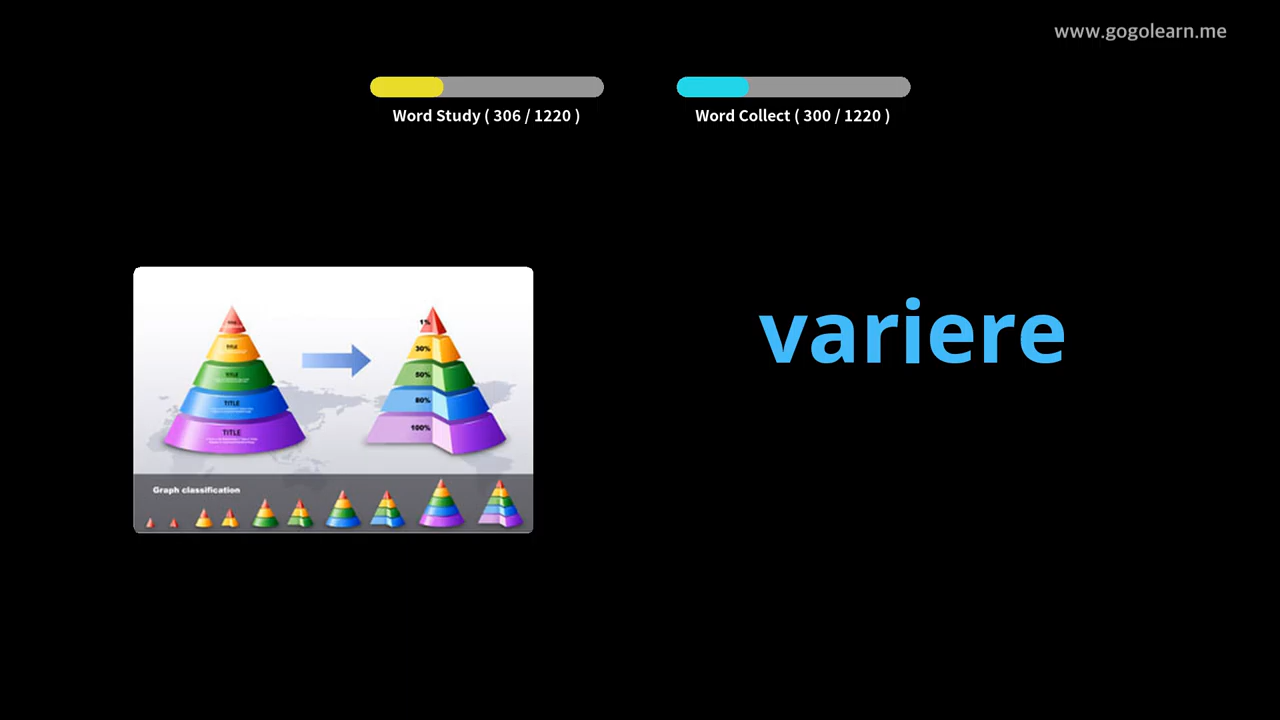 www.gogolearn.me
Word Study ( 306 / 1220 )
Word Collect ( 300 / 1220 )
variere
TITLE
TITLE
TITLE
TITLE
1%
30%
50%
80%
100%
Graph classification